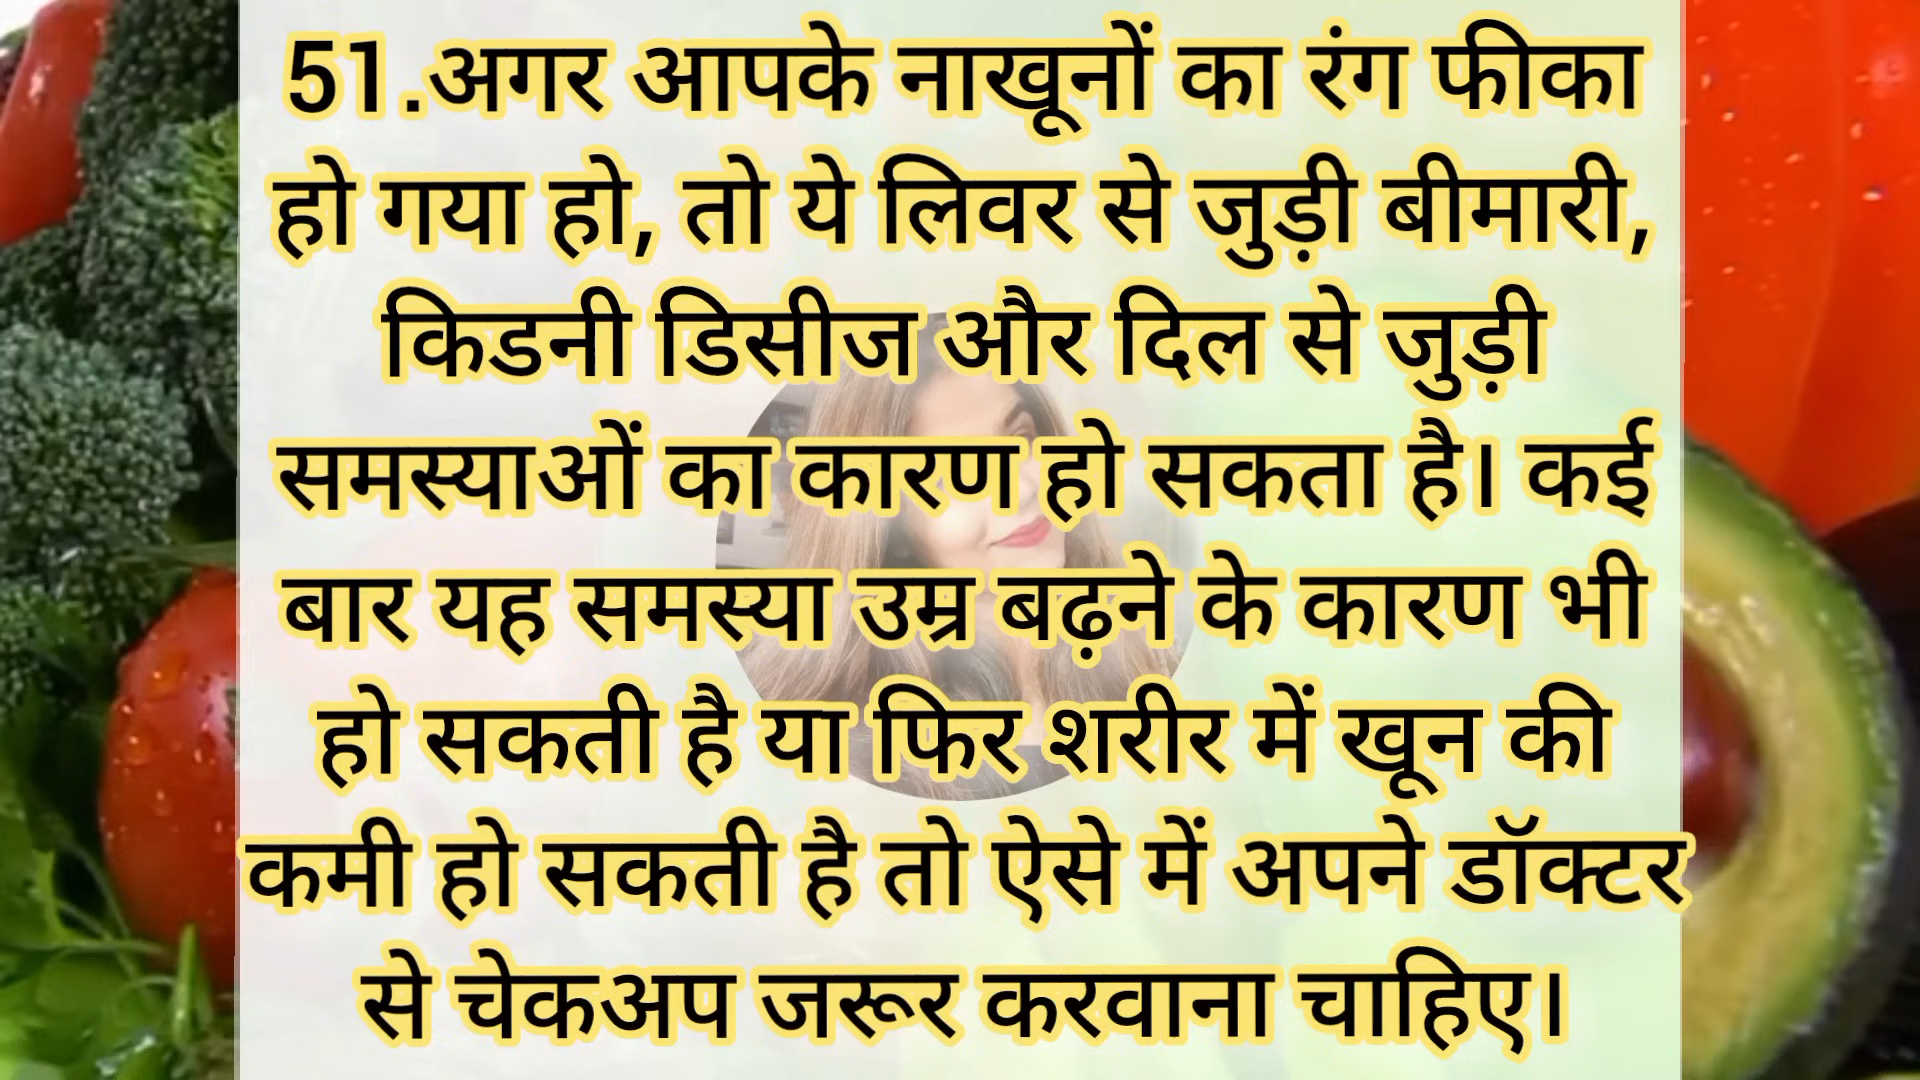 51.अगर आपके नाखूनों का रंग फीका
हो गया हो, तो ये लिवर से जुड़ी बीमारी,
किडनी डिसीज और दिल से जुड़ी
समस्याओं का कारण हो सकता है। कई
बार यह समस्या उम्र बढ़ने के कारण भी
हो सकती है या फिर शरीर में खून की
कमी हो सकती है तो ऐसे में अपने डॉक्टर
से चेकअप जरूर करवाना चाहिए।